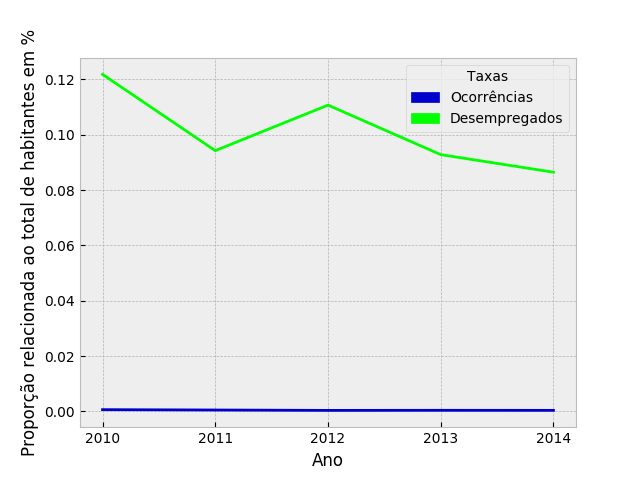 Proporção relacionada ao total de habitantes em %
0.12
0.10
0.08
0.06
0.04
0.02
0.00
Taxas
Ocorrências
Desempregados
2010 2011 2012 2013 2014
Ano